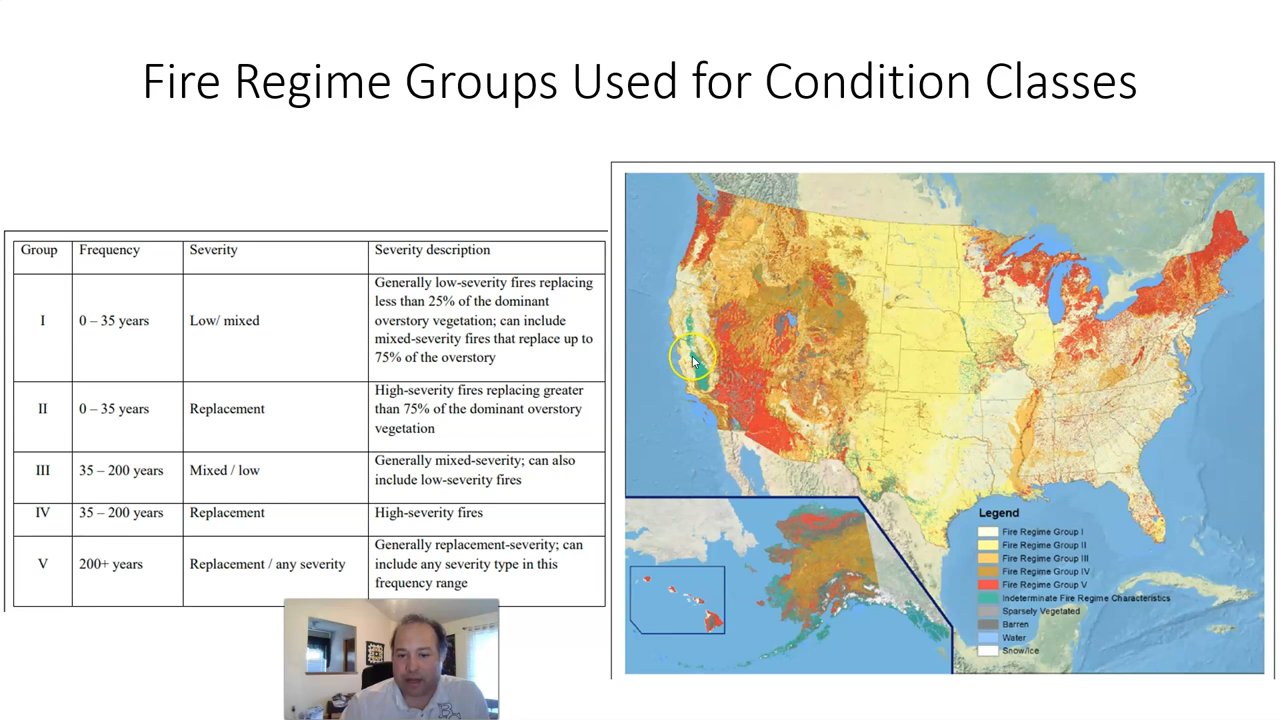 Fire Regime Groups Used for Condition Classes
Group Frequency Severity Severity description
I 0 – 35 years Low/ mixed Generally low-severity fires replacing
less than 25% of the dominant
overstory vegetation; can include
mixed-severity fires that replace up to
75% of the overstory
II 0 – 35 years Replacement High-severity fires replacing greater
than 75% of the dominant overstory
vegetation
III 35 – 200 years Mixed / low Generally mixed-severity; can also
include low-severity fires
IV 35 – 200 years Replacement High-severity fires
V 200+ years Replacement / any severity Generally replacement-severity; can
include any severity type in this
frequency range
Legend
Fire Regime Group I
Fire Regime Group II
Fire Regime Group III
Fire Regime Group IV
Fire Regime Group V
Indeterminate Fire Regime Characteristics
Sparsely Vegetated
Barren
Water
Snow/Ice